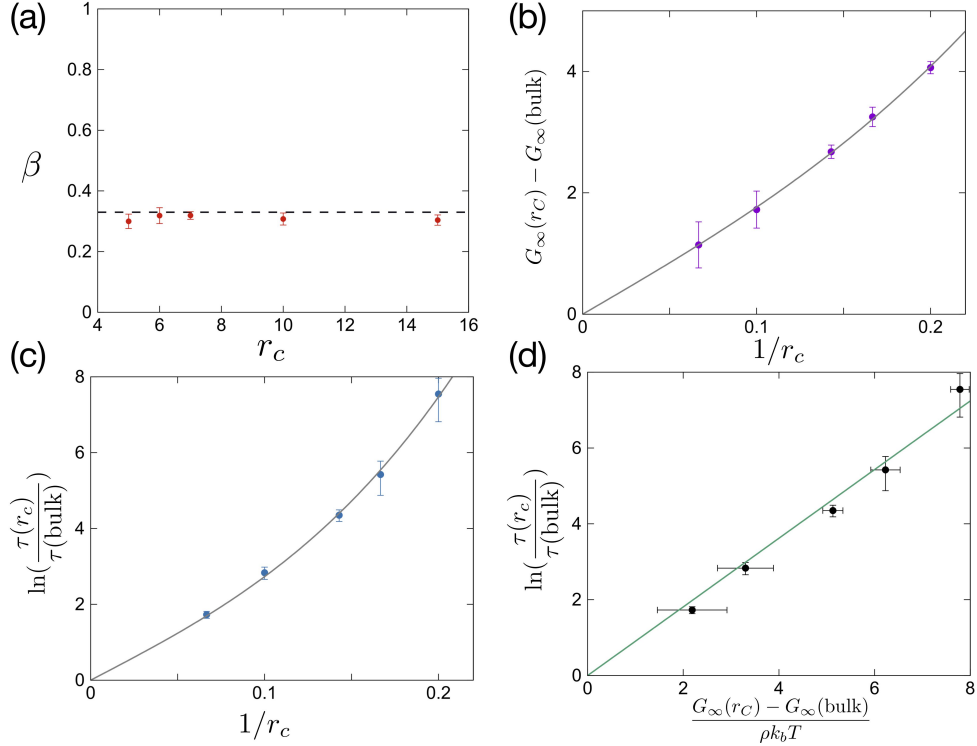 (a)
1
0.8
0.6
0.4
0.2
0
β
4 6 8 10 12 14 16
r_c
(b)
4
2
0
G_∞(r_C) − G_∞(bulk)
0 0.1 0.2
1/r_c
(c)
8
6
4
2
0
ln(τ(r_c)/τ(bulk))
0 0.1 0.2
1/r_c
(d)
8
6
4
2
0
ln(τ(r_c)/τ(bulk))
0 2 4 6 8
G_∞(r_C) − G_∞(bulk)
ρk_bT